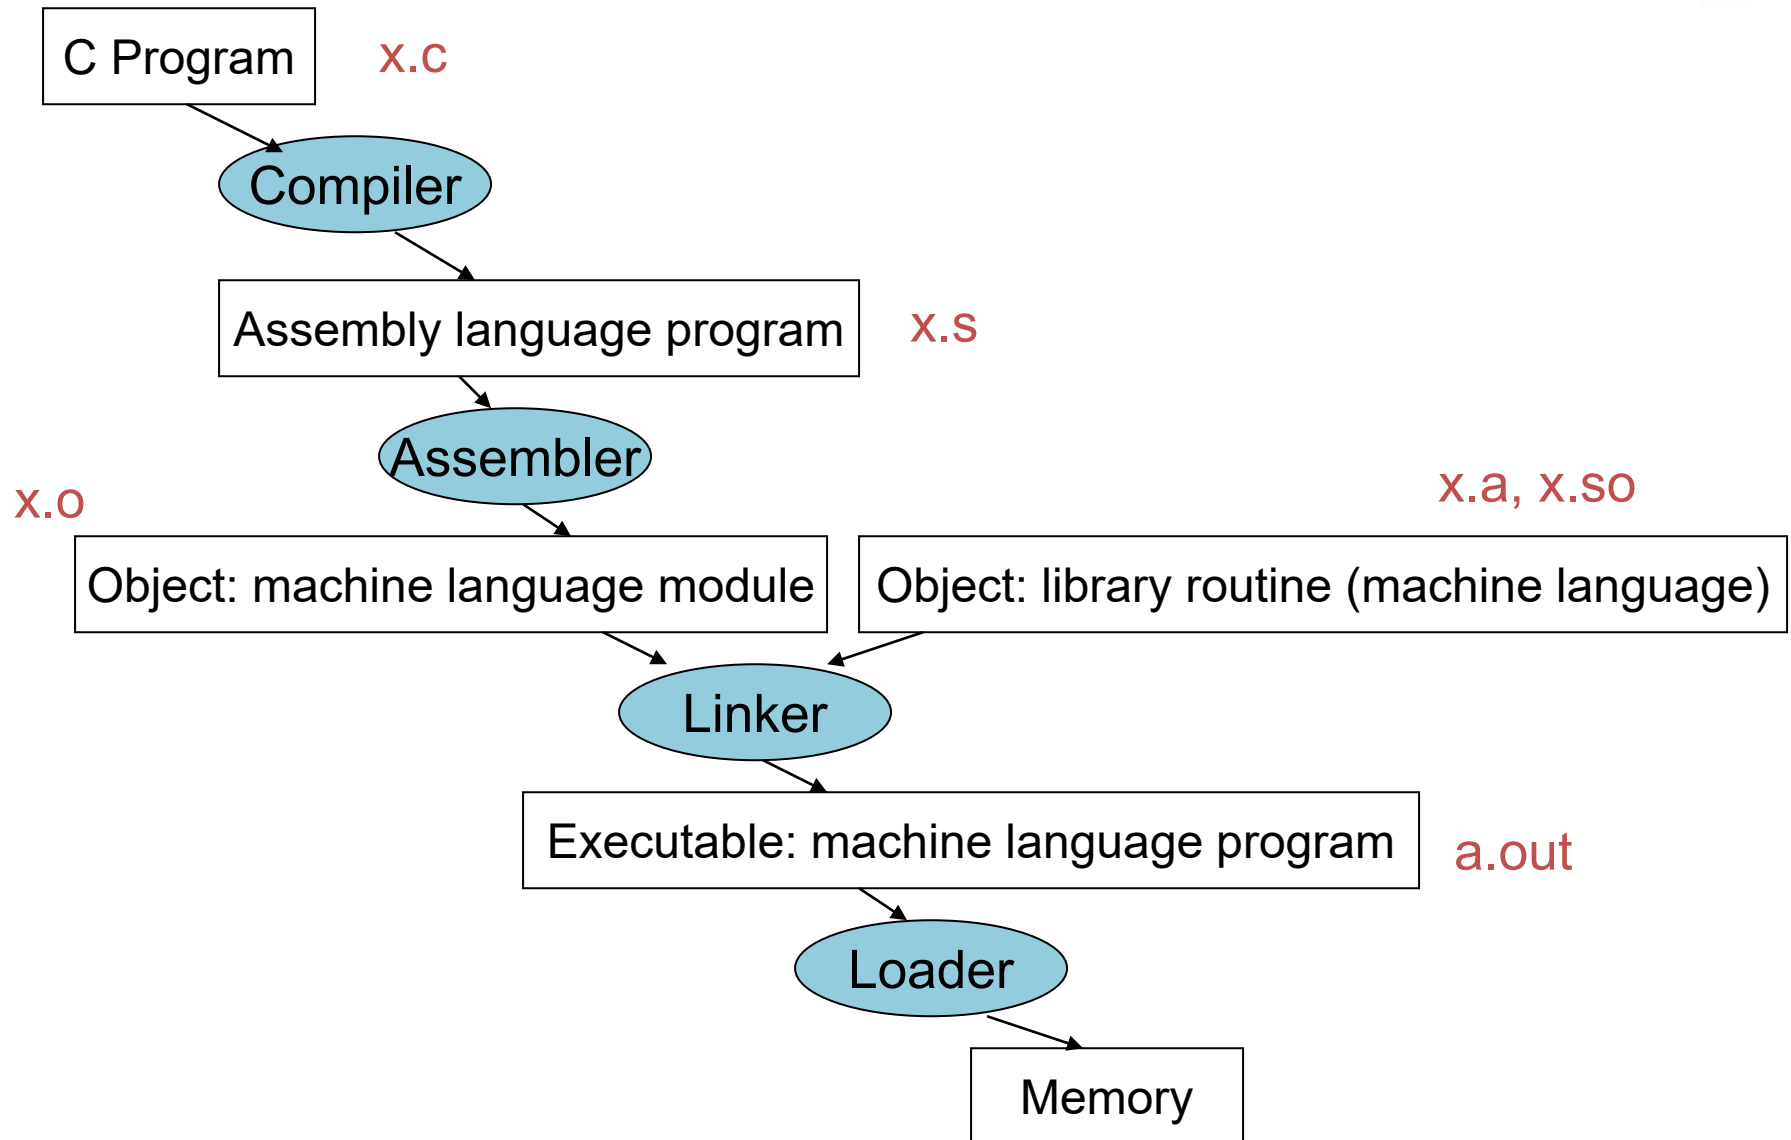 C Program
x.c
Compiler
Assembly language program
x.s
Assembler
x.o
x.a, x.so
Object: machine language module
Object: library routine (machine language)
Linker
Executable: machine language program
a.out
Loader
Memory